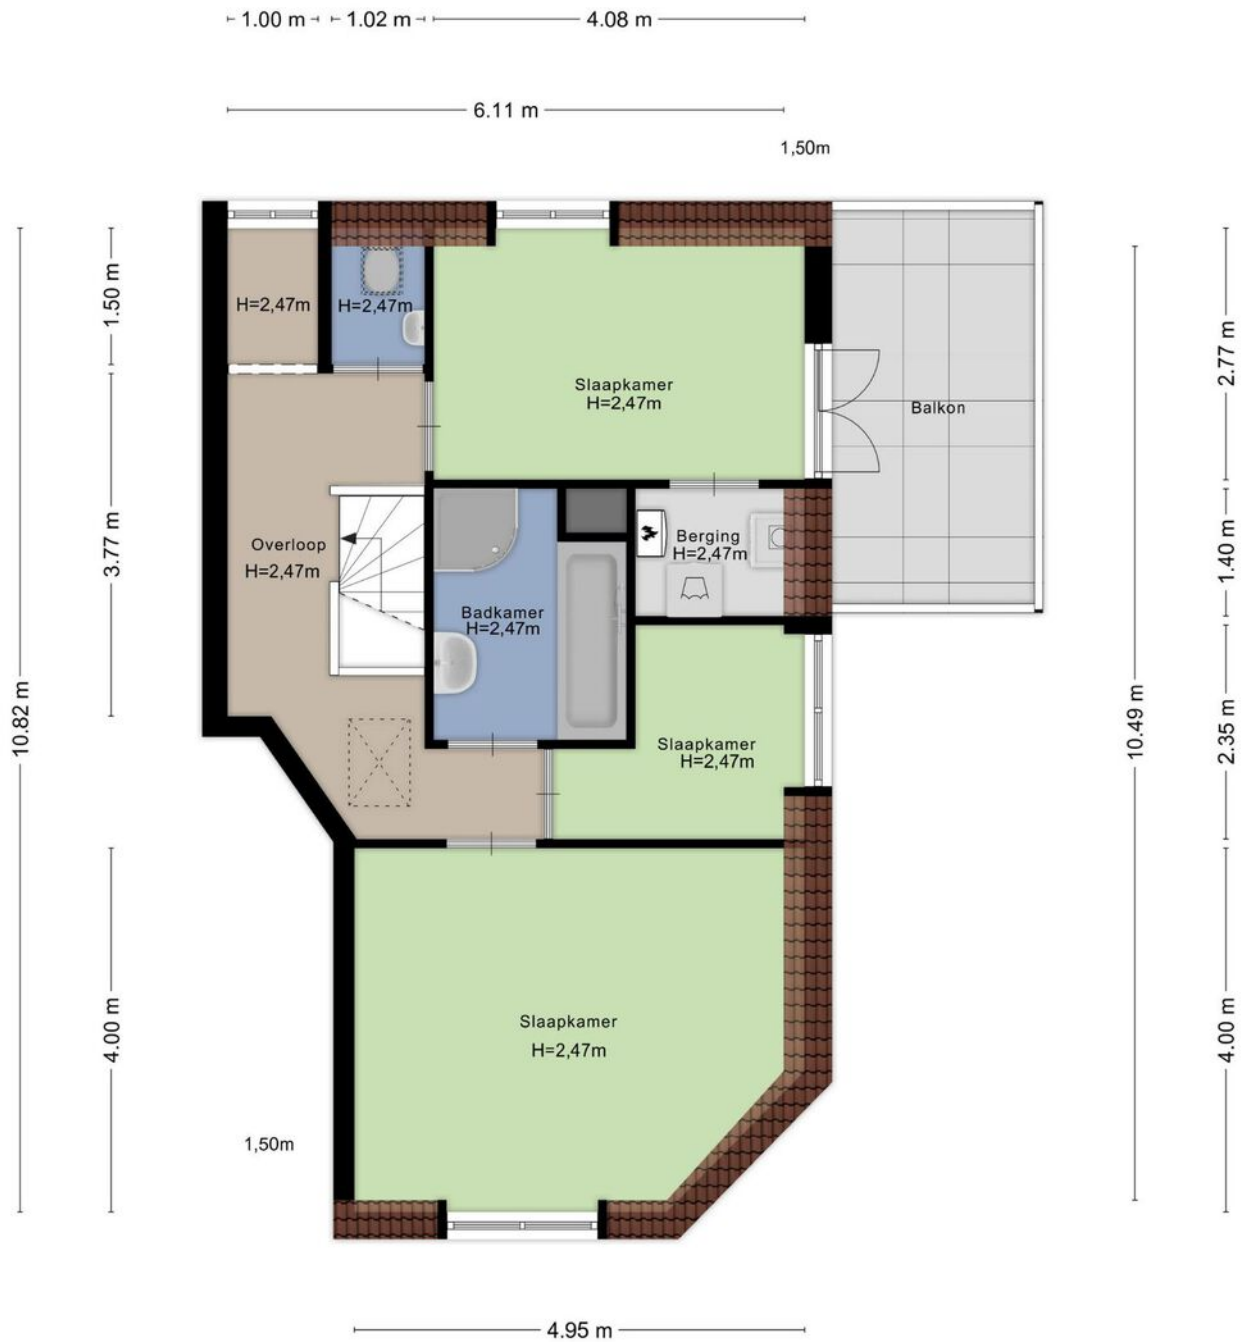 1.00 m
1.02 m
4.08 m
6.11 m
1,50m
H=2,47m
H=2,47m
1.50 m
2.77 m
Slaapkamer
H=2,47m
Balkon
Overloop
H=2,47m
3.77 m
Berging
H=2,47m
1.40 m
Badkamer
H=2,47m
10.82 m
10.49 m
Slaapkamer
H=2,47m
2.35 m
Slaapkamer
H=2,47m
4.00 m
4.00 m
1,50m
4.95 m